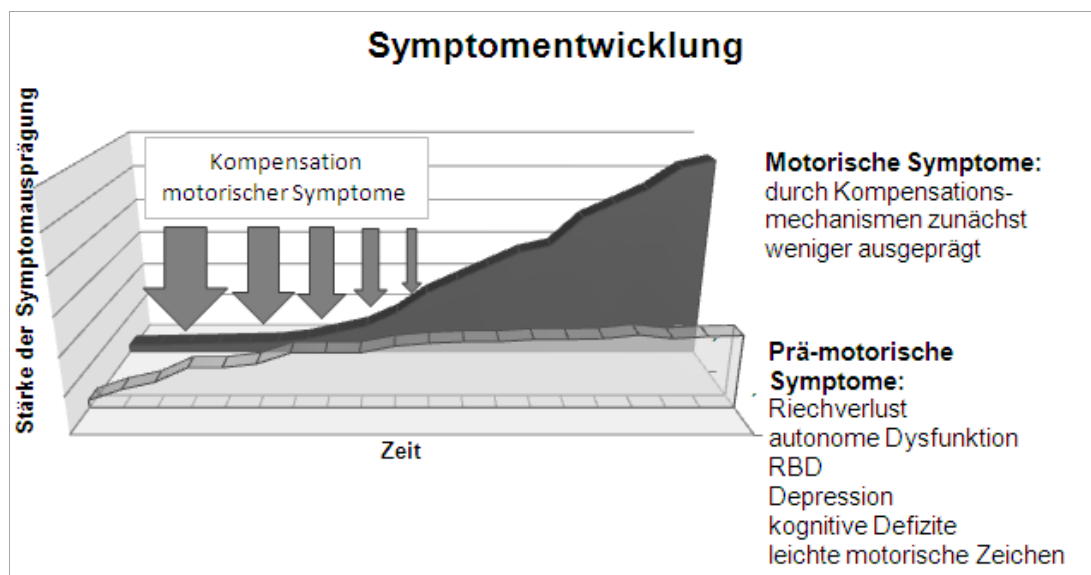 Symptomentwicklung
Stärke der Symptomausprägung
Kompensation
motorischer Symptome
Zeit
Motorische Symptome:
durch Kompensations-
mechanismen zunächst
weniger ausgeprägt
Prä-motorische
Symptome:
Riechverlust
autonome Dysfunktion
RBD
Depression
kognitive Defizite
leichte motorische Zeichen